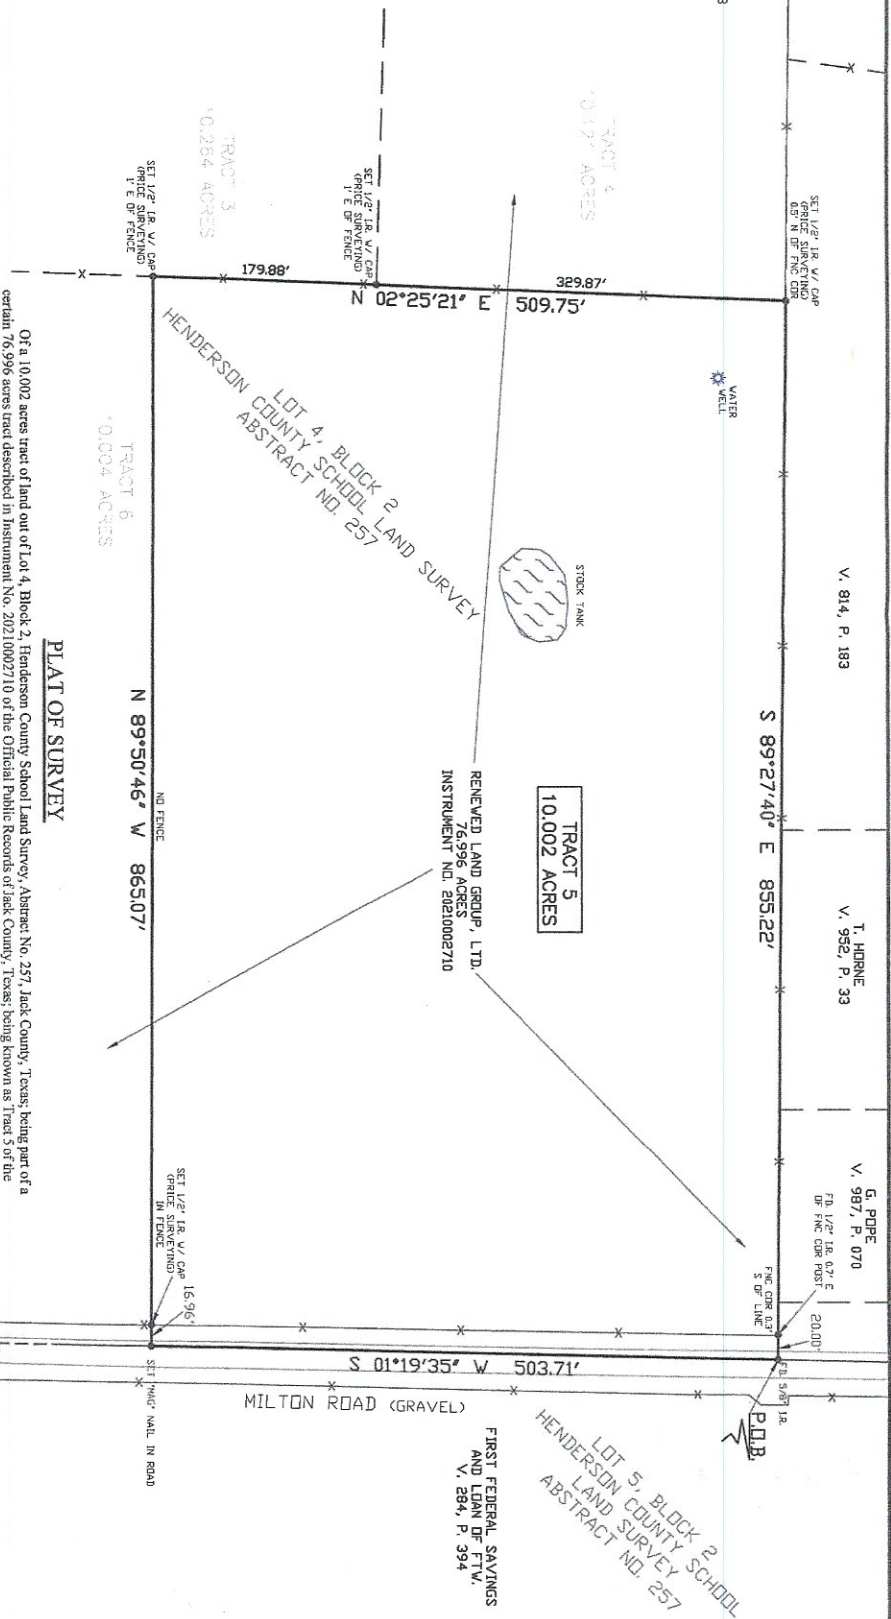 SET 1/2" I.R. W/ CAP
(PRICE SURVEYING)
0.5' N OF FNC COR
V. 814, P. 183
T. HORNE
V. 952, P. 33
G. POPE
V. 987, P. 070
FD. 1/2" I.R. 0.7' E
OF FNC COR POST
FNC COR 0.3'
S OF LINE
20.00'
FD. 5/8" I.R.
P.O.B.
S 89°27'40" E 855.22'
WATER
WELL
STOCK TANK
TRACT 5
10.002 ACRES
RENEWED LAND GROUP, LTD.
76.996 ACRES
INSTRUMENT NO. 20210002710
329.87'
N 02°25'21" E 509.75'
179.88'
SET 1/2" I.R. W/ CAP
(PRICE SURVEYING)
1' E OF FENCE
TRACT 3
10.284 ACRES
SET 1/2" I.R. W/ CAP
(PRICE SURVEYING)
1' E OF FENCE
LOT 4, BLOCK 2
HENDERSON COUNTY SCHOOL LAND SURVEY
ABSTRACT NO. 257
S 01°19'35" W 503.71'
MILTON ROAD (GRAVEL)
LOT 5, BLOCK 2
HENDERSON COUNTY SCHOOL
LAND SURVEY
ABSTRACT NO. 257
FIRST FEDERAL SAVINGS
AND LOAN OF FTW.
V. 284, P. 394
SET 1/2" I.R. W/ CAP
(PRICE SURVEYING)
IN FENCE
16.96'
SET "MAG" NAIL IN ROAD
NO FENCE
N 89°50'46" W 865.07'
TRACT 6
10.004 ACRES
PLAT OF SURVEY
Of a 10.002 acres tract of land out of Lot 4, Block 2, Henderson County School Land Survey, Abstract No. 257, Jack County, Texas; being part of a
certain 76.996 acres tract described in Instrument No. 20210002710 of the Official Public Records of Jack County, Texas; being known as Tract 5 of the